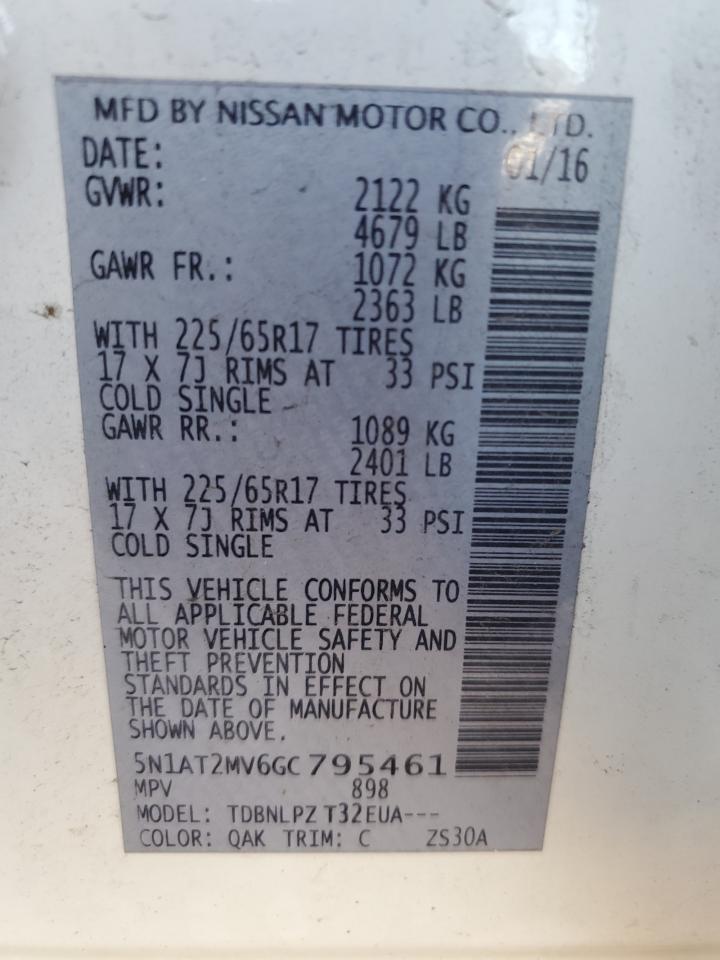 MFD BY NISSAN MOTOR CO., LTD.
DATE: 01/16
GVWR: 2122 KG
4679 LB
GAWR FR.: 1072 KG
2363 LB
WITH 225/65R17 TIRES
17 X 7J RIMS AT 33 PSI
COLD SINGLE
GAWR RR.: 1089 KG
2401 LB
WITH 225/65R17 TIRES
17 X 7J RIMS AT 33 PSI
COLD SINGLE
THIS VEHICLE CONFORMS TO
ALL APPLICABLE FEDERAL
MOTOR VEHICLE SAFETY AND
THEFT PREVENTION
STANDARDS IN EFFECT ON
THE DATE OF MANUFACTURE
SHOWN ABOVE.
5N1AT2MV6GC795461
MPV 898
MODEL: TDBNLPZ T32EUA---
COLOR: QAK TRIM: C ZS30A